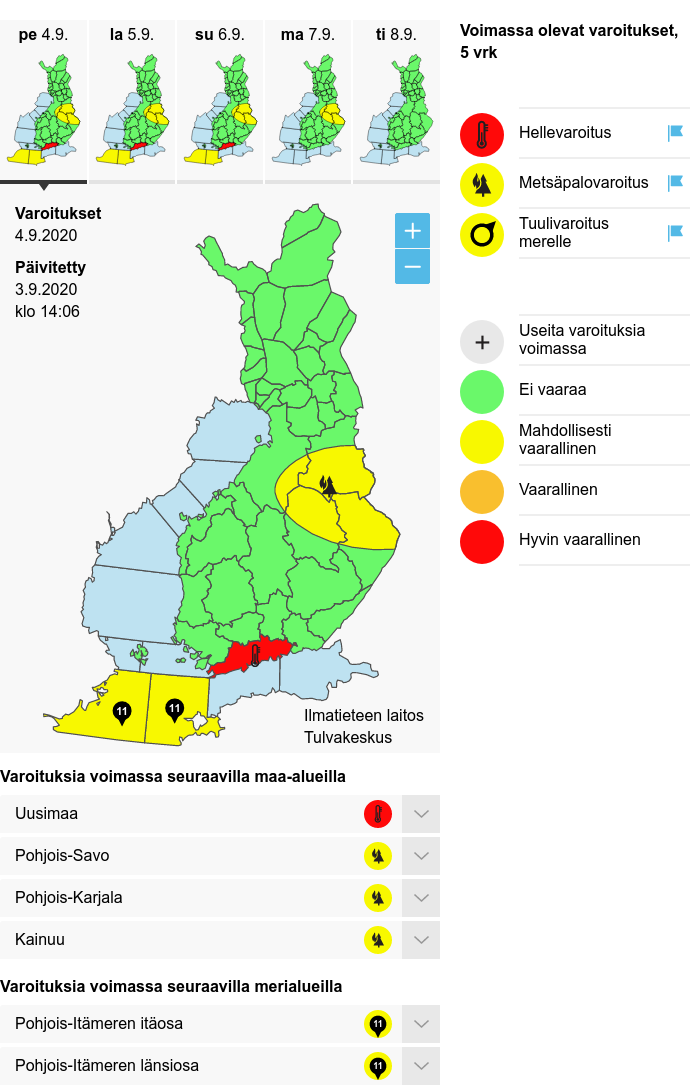 pe 4.9.
la 5.9.
su 6.9.
ma 7.9.
ti 8.9.
Varoitukset
4.9.2020
Päivitetty
3.9.2020
klo 14:06
+
−
11
11
Ilmatieteen laitos
Tulvakeskus
Voimassa olevat varoitukset,
5 vrk
Hellevaroitus
Metsäpalovaroitus
Tuulivaroitus
merelle
+
Useita varoituksia
voimassa
Ei vaaraa
Mahdollisesti
vaarallinen
Vaarallinen
Hyvin vaarallinen
Varoituksia voimassa seuraavilla maa-alueilla
Uusimaa
Pohjois-Savo
Pohjois-Karjala
Kainuu
Varoituksia voimassa seuraavilla merialueilla
Pohjois-Itämeren itäosa 11
Pohjois-Itämeren länsiosa 11